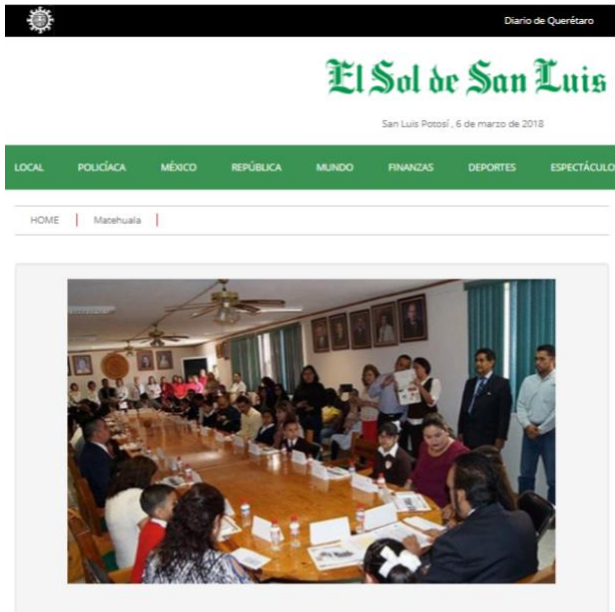 Diario de Querétaro
El Sol de San Luis
San Luis Potosí , 6 de marzo de 2018
LOCAL POLICÍACA MÉXICO REPÚBLICA MUNDO FINANZAS DEPORTES ESPECTÁCULO
HOME Matehuala